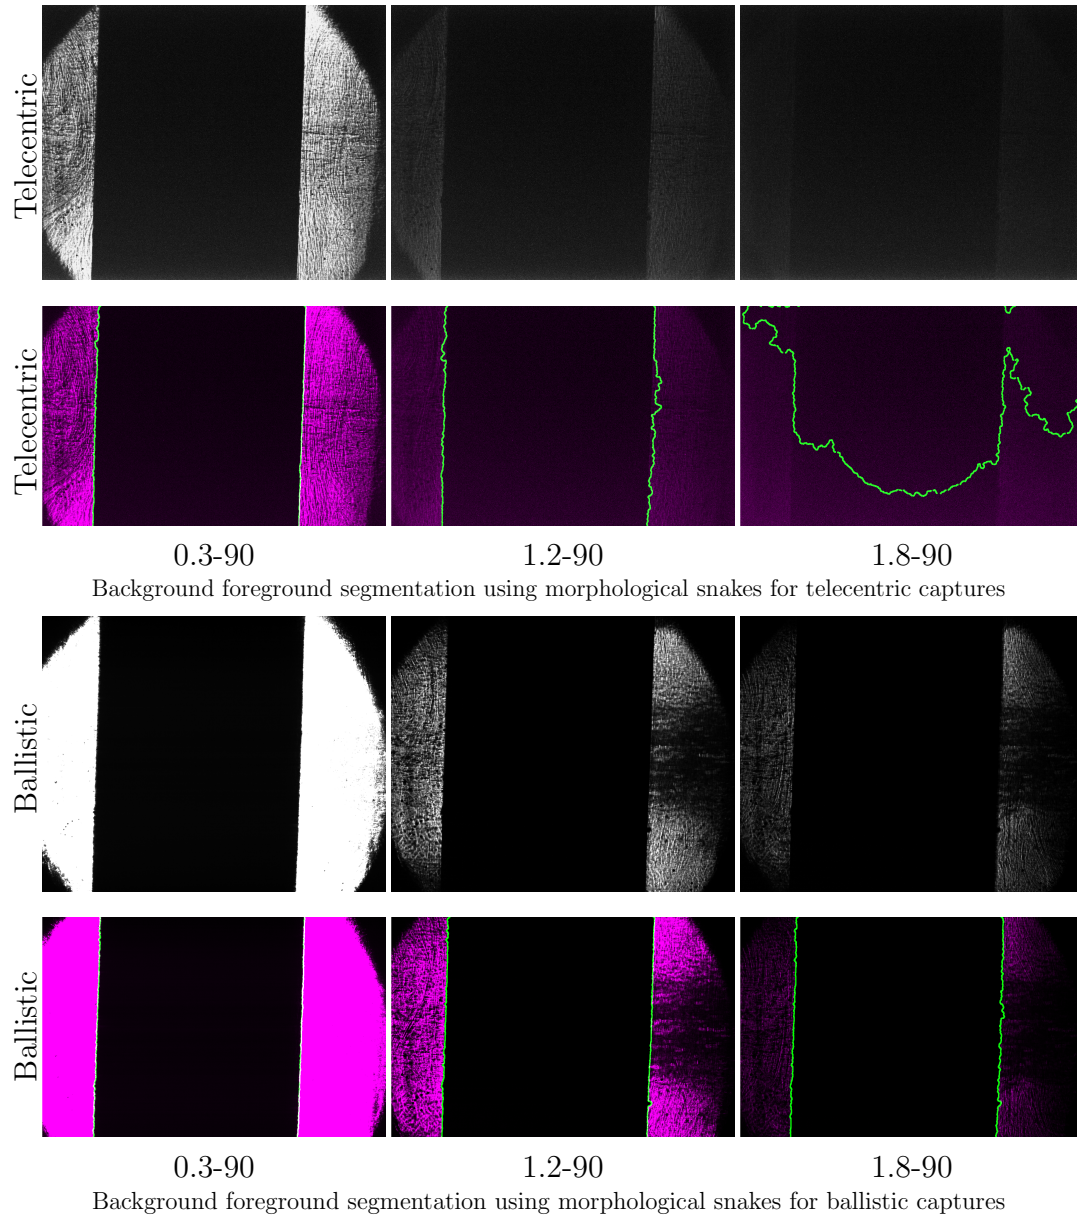 Telecentric
Telecentric
0.3-90 1.2-90 1.8-90
Background foreground segmentation using morphological snakes for telecentric captures
Ballistic
Ballistic
0.3-90 1.2-90 1.8-90
Background foreground segmentation using morphological snakes for ballistic captures